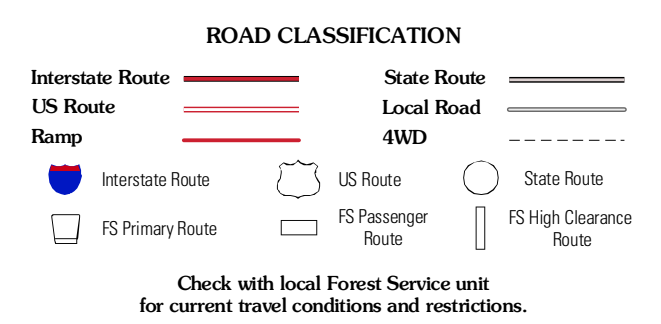 ROAD CLASSIFICATION
Interstate Route
State Route
US Route
Local Road
Ramp
4WD
Interstate Route
US Route
State Route
FS Primary Route
FS Passenger
Route
FS High Clearance
Route
Check with local Forest Service unit
for current travel conditions and restrictions.